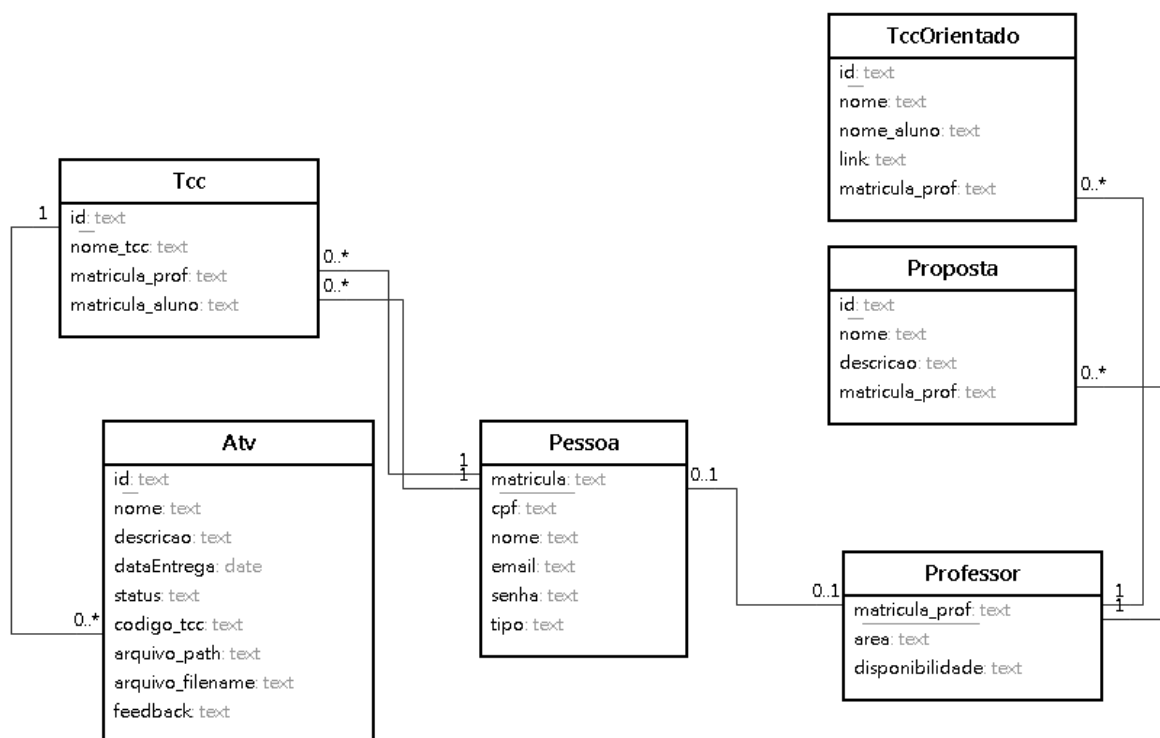 TccOrientado
id: text
nome: text
nome_aluno: text
link: text
matricula_prof: text
0..*
Tcc
id: text
nome_tcc: text
matricula_prof: text
matricula_aluno: text
1
0..*
0..*
Proposta
id: text
nome: text
descricao: text
matricula_prof: text
0..*
Atv
id: text
nome: text
descricao: text
dataEntrega: date
status: text
codigo_tcc: text
arquivo_path: text
arquivo_filename: text
feedback: text
0..*
Pessoa
matricula: text
cpf: text
nome: text
email: text
senha: text
tipo: text
1
1
0..1
Professor
matricula_prof: text
area: text
disponibilidade: text
0..1
1
1